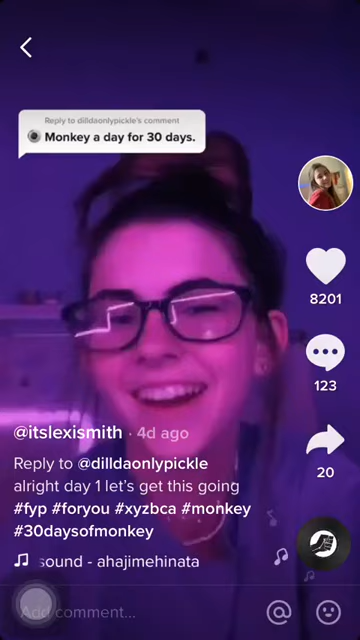 Reply to dilldaonlypickle's comment
Monkey a day for 30 days.
8201
123
20
@itslexismith · 4d ago
Reply to @dilldaonlypickle
alright day 1 let's get this going
#fyp #foryou #xyzbca #monkey
#30daysofmonkey
sound - ahajimehinata
Add comment...